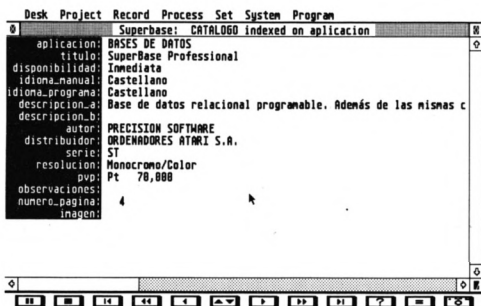 Desk Project Record Process Set System Program
Superbase: CATALOGO indexed on aplicacion
aplicacion: BASES DE DATOS
titulo: SuperBase Professional
disponibilidad: Inmediata
idioma_manual: Castellano
idioma_programa: Castellano
descripcion_a: Base de datos relacional programable. Además de las mismas c
descripcion_b:
autor: PRECISION SOFTWARE
distribuidor: ORDENADORES ATARI S.A.
serie: ST
resolucion: Monocromo/Color
pvp: Pt 70,000
observaciones:
numero_pagina: 4
imagen:
?